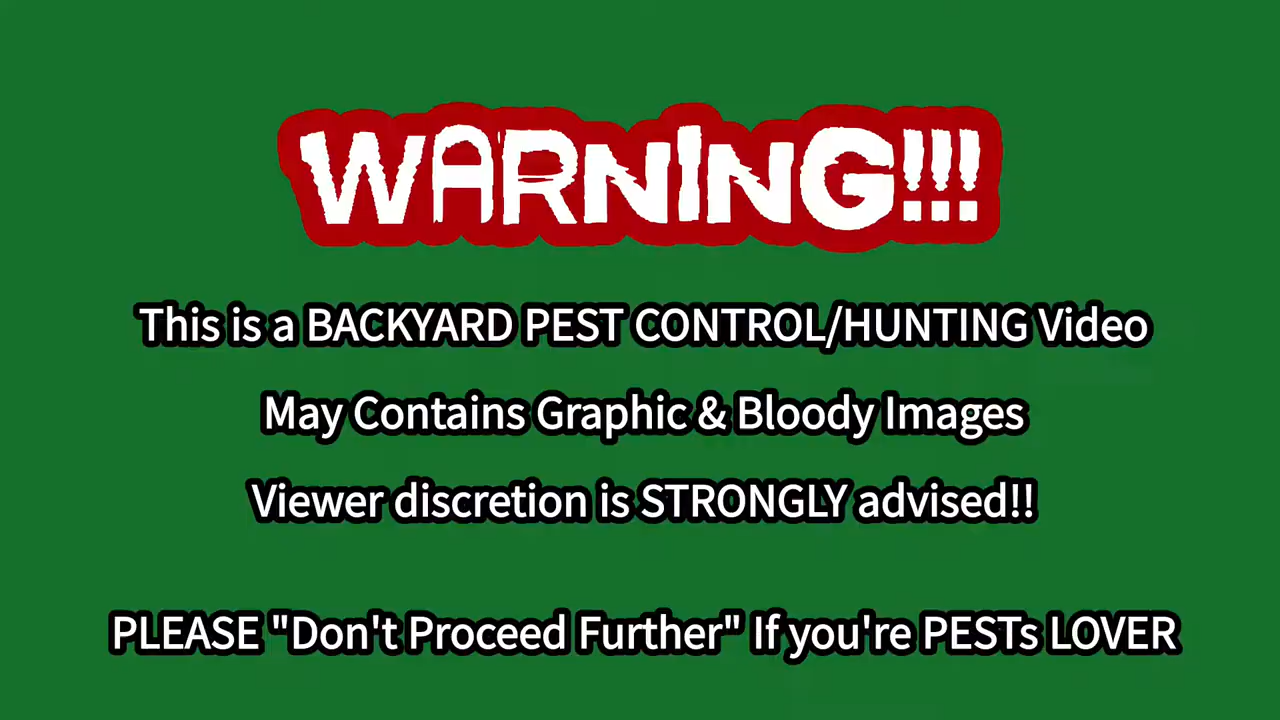 WARNING!!!
This is a BACKYARD PEST CONTROL/HUNTING Video
May Contains Graphic & Bloody Images
Viewer discretion is STRONGLY advised!!
PLEASE "Don't Proceed Further" If you're PESTs LOVER